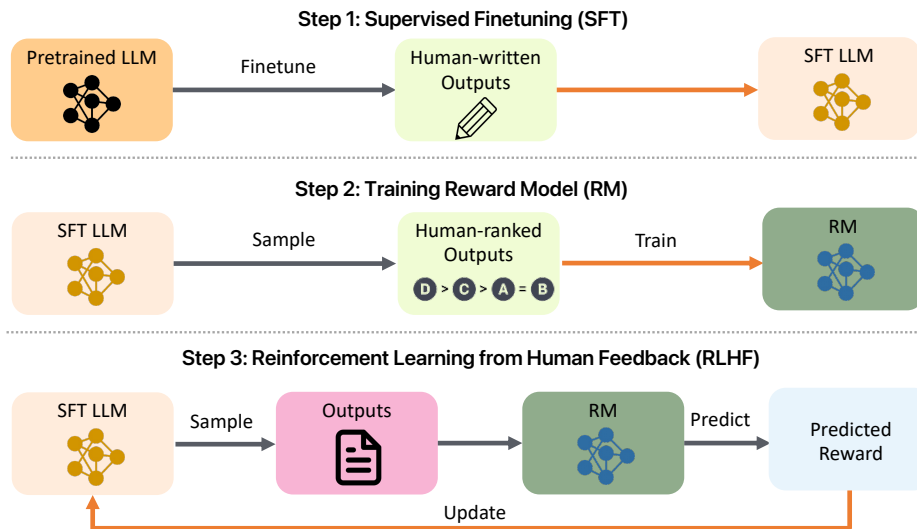 Step 1: Supervised Finetuning (SFT)
Pretrained LLM
Finetune
Human-written
Outputs
SFT LLM
Step 2: Training Reward Model (RM)
SFT LLM
Sample
Human-ranked
Outputs
D > C > A = B
Train
RM
Step 3: Reinforcement Learning from Human Feedback (RLHF)
SFT LLM
Sample
Outputs
RM
Predict
Predicted
Reward
Update